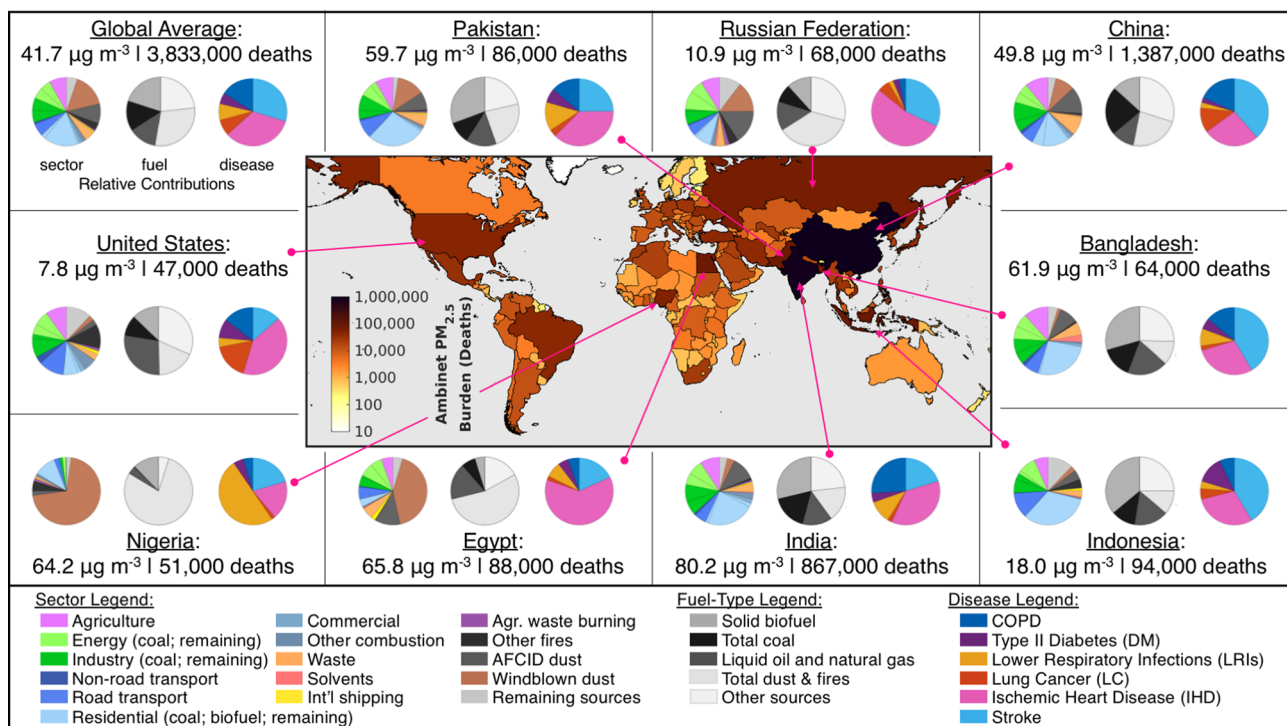 Global Average:
41.7 µg m-3 | 3,833,000 deaths
sector fuel disease
Relative Contributions
Pakistan:
59.7 µg m-3 | 86,000 deaths
Russian Federation:
10.9 µg m-3 | 68,000 deaths
China:
49.8 µg m-3 | 1,387,000 deaths
United States:
7.8 µg m-3 | 47,000 deaths
1,000,000
100,000
10,000
1,000
100
10
Ambinet PM2.5
Burden (Deaths)
Bangladesh:
61.9 µg m-3 | 64,000 deaths
Nigeria:
64.2 µg m-3 | 51,000 deaths
Egypt:
65.8 µg m-3 | 88,000 deaths
India:
80.2 µg m-3 | 867,000 deaths
Indonesia:
18.0 µg m-3 | 94,000 deaths
Sector Legend:
Agriculture
Energy (coal; remaining)
Industry (coal; remaining)
Non-road transport
Road transport
Residential (coal; biofuel; remaining)
Commercial
Other combustion
Waste
Solvents
Int'l shipping
Agr. waste burning
Other fires
AFCID dust
Windblown dust
Remaining sources
Fuel-Type Legend:
Solid biofuel
Total coal
Liquid oil and natural gas
Total dust & fires
Other sources
Disease Legend:
COPD
Type II Diabetes (DM)
Lower Respiratory Infections (LRIs)
Lung Cancer (LC)
Ischemic Heart Disease (IHD)
Stroke